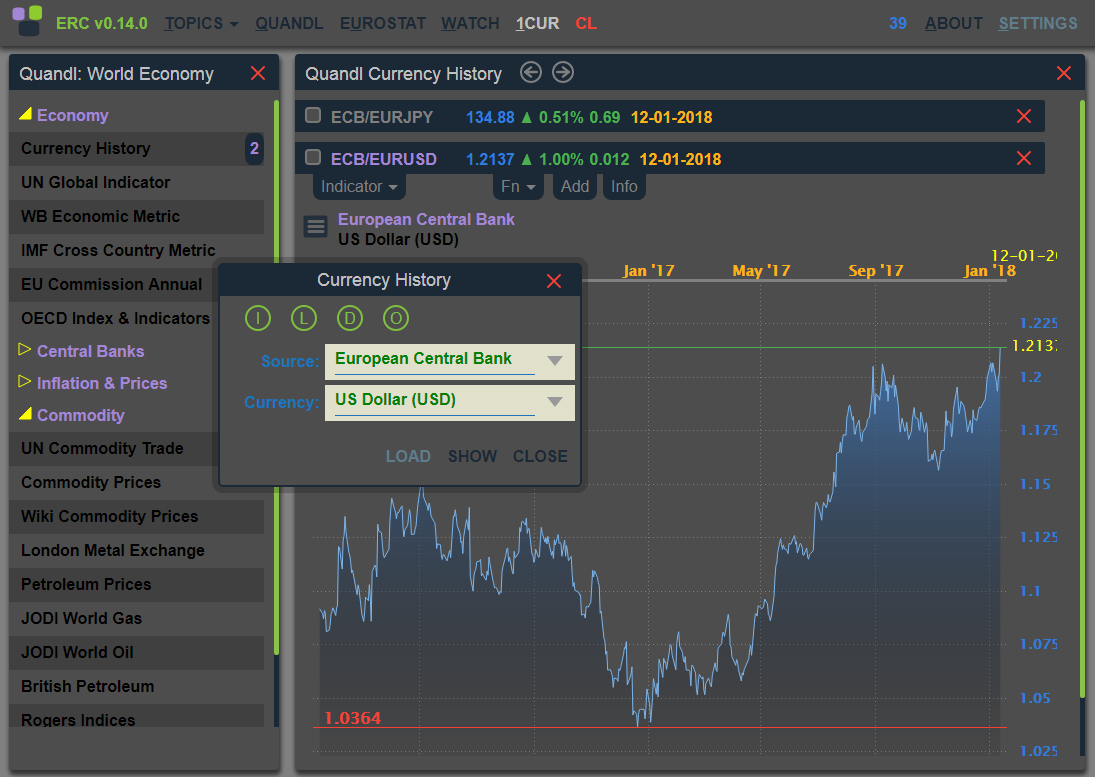 ERC v0.14.0 TOPICS QUANDL EUROSTAT WATCH 1CUR CL 39 ABOUT SETTINGS
Quandl: World Economy
Economy
Currency History 2
UN Global Indicator
WB Economic Metric
IMF Cross Country Metric
EU Commission Annual
OECD Index & Indicators
Central Banks
Inflation & Prices
Commodity
UN Commodity Trade
Commodity Prices
Wiki Commodity Prices
London Metal Exchange
Petroleum Prices
JODI World Gas
JODI World Oil
British Petroleum
Rogers Indices
Quandl Currency History
ECB/EURJPY 134.88 ▲ 0.51% 0.69 12-01-2018
ECB/EURUSD 1.2137 ▲ 1.00% 0.012 12-01-2018
Indicator Fn Add Info
European Central Bank
US Dollar (USD)
12-01-20
Jan '17 May '17 Sep '17 Jan '18
1.225
1.2137
1.2
1.175
1.15
1.125
1.1
1.075
1.05
1.025
1.0364
Currency History
I L D O
Source: European Central Bank
Currency: US Dollar (USD)
LOAD SHOW CLOSE